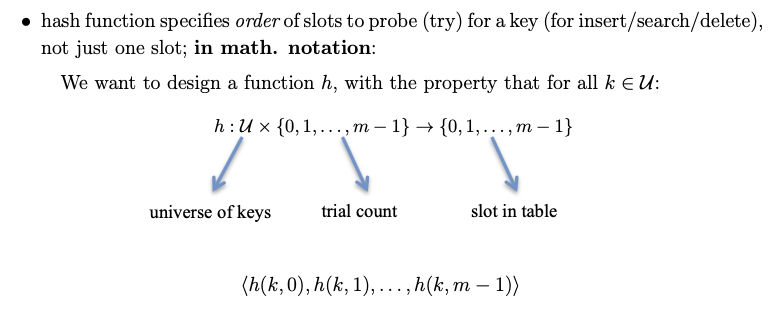 • hash function specifies order of slots to probe (try) for a key (for insert/search/delete),
not just one slot; in math. notation:
We want to design a function h, with the property that for all k ∈ 𝒰:
h : 𝒰 × {0, 1, . . . , m − 1} → {0, 1, . . . , m − 1}
universe of keys trial count slot in table
⟨h(k, 0), h(k, 1), . . . , h(k, m − 1)⟩